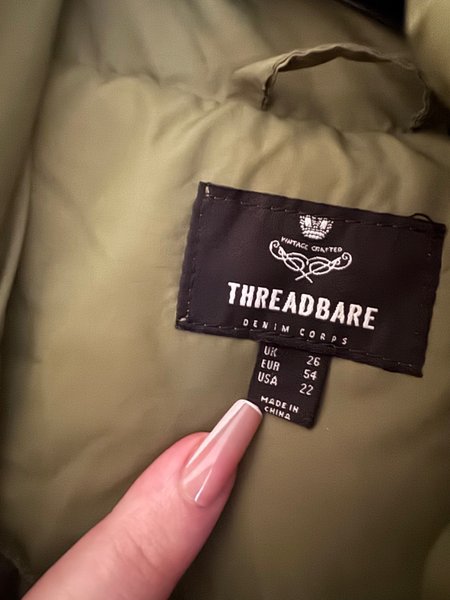 VINTAGE CRAFTED
THREADBARE
DENIM CORPS
UK 26
EUR 54
USA 22
MADE IN
CHINA